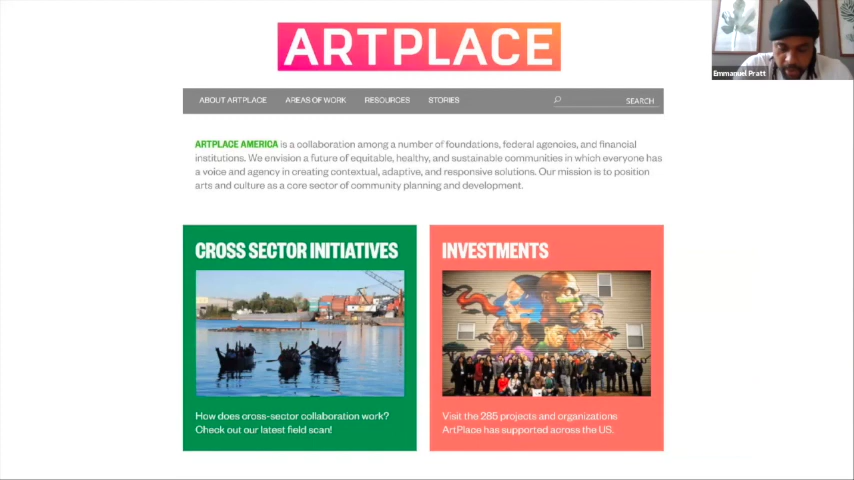 ARTPLACE
Emmanuel Pratt
ABOUT ARTPLACE AREAS OF WORK RESOURCES STORIES SEARCH
ARTPLACE AMERICA is a collaboration among a number of foundations, federal agencies, and financial
institutions. We envision a future of equitable, healthy, and sustainable communities in which everyone has
a voice and agency in creating contextual, adaptive, and responsive solutions. Our mission is to position
arts and culture as a core sector of community planning and development.
CROSS SECTOR INITIATIVES
How does cross-sector collaboration work?
Check out our latest field scan!
INVESTMENTS
Visit the 285 projects and organizations
ArtPlace has supported across the US.